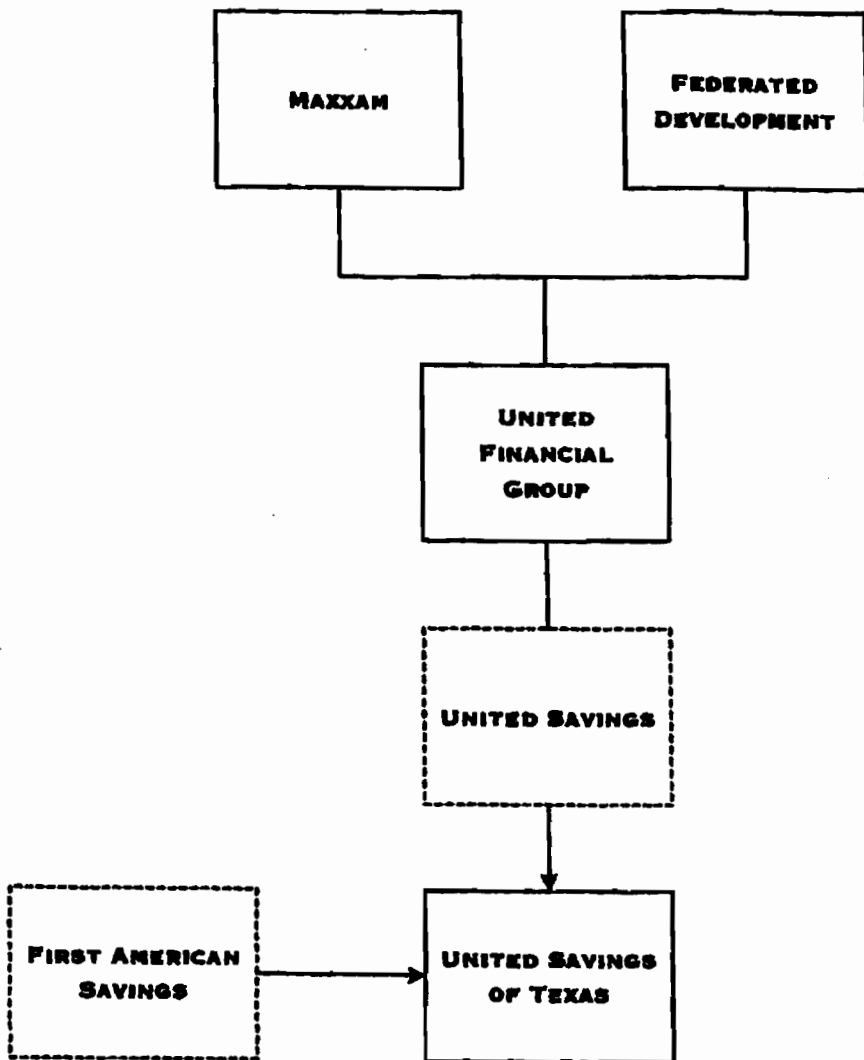 MAXXAM
FEDERATED
DEVELOPMENT
UNITED
FINANCIAL
GROUP
UNITED SAVINGS
FIRST AMERICAN
SAVINGS
UNITED SAVINGS
OF TEXAS